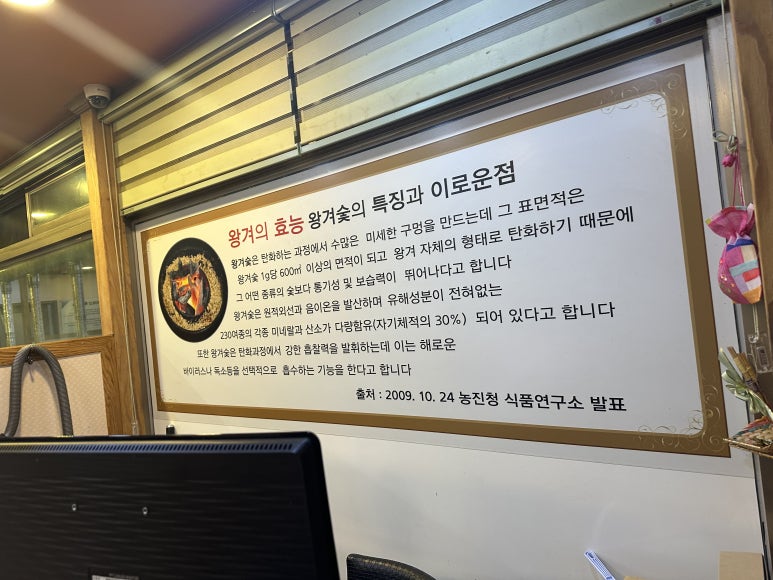 왕겨의 효능 왕겨숯의 특징과 이로운점
왕겨숯은 탄화하는 과정에서 수많은 미세한 구멍을 만드는데 그 표면적은
왕겨숯 1g당 600㎡ 이상의 면적이 되고 왕겨 자체의 형태로 탄화하기 때문에
그 어떤 종류의 숯보다 통기성 및 보습력이 뛰어나다고 합니다
왕겨숯은 원적외선과 음이온을 발산하며 유해성분이 전혀없는
230여종의 각종 미네랄과 산소가 다량함유(자기체적의 30%) 되어 있다고 합니다
또한 왕겨숯은 탄화과정에서 강한 흡찰력을 발휘하는데 이는 해로운
바이러스나 독소등을 선택적으로 흡수하는 기능을 한다고 합니다
출처 : 2009. 10. 24 농진청 식품연구소 발표